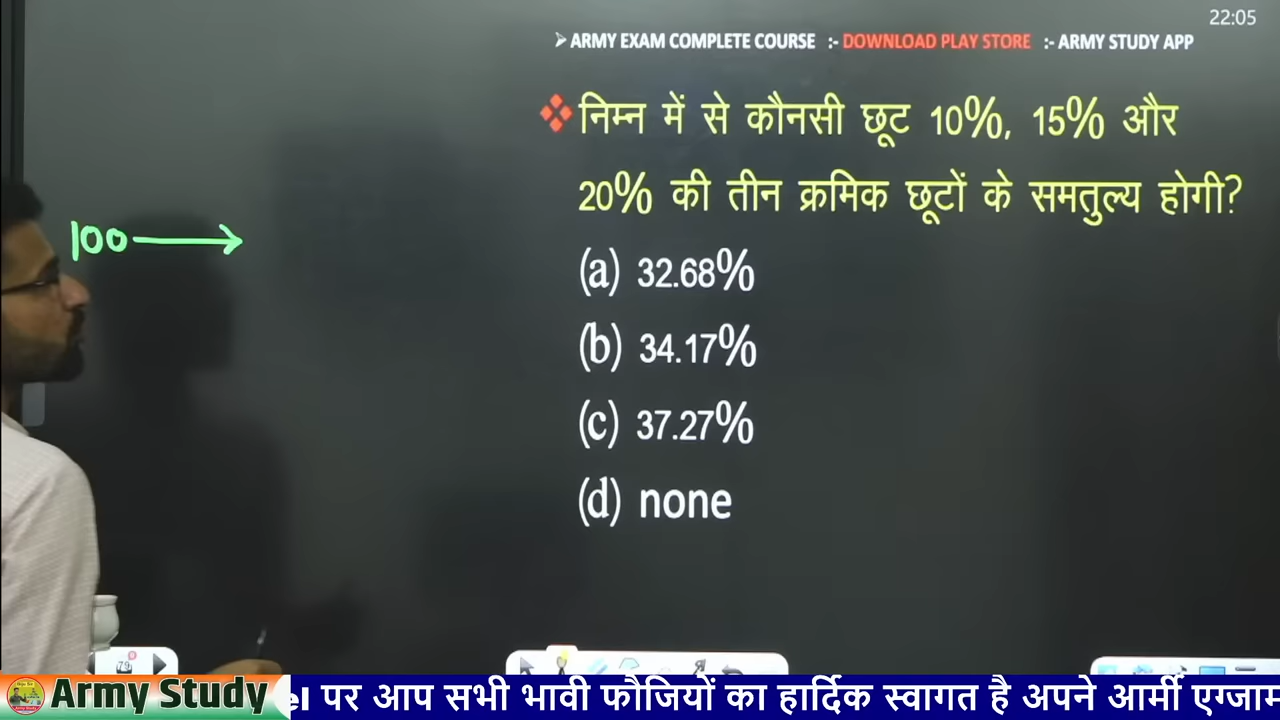 22:05
➢ ARMY EXAM COMPLETE COURSE :- DOWNLOAD PLAY STORE :- ARMY STUDY APP
❖ निम्न में से कौनसी छूट 10%, 15% और
20% की तीन क्रमिक छूटों के समतुल्य होगी?
100 →
(a) 32.68%
(b) 34.17%
(c) 37.27%
(d) none
79
Army Study
पर आप सभी भावी फौजियों का हार्दिक स्वागत है अपने आर्मी एग्जाम